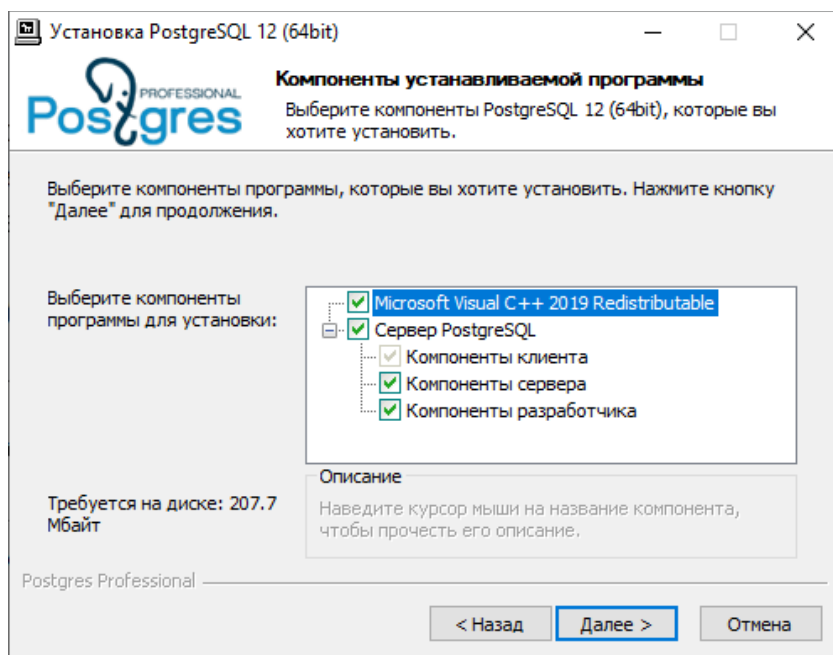 Установка PostgreSQL 12 (64bit)
PROFESSIONAL
Postgres
Компоненты устанавливаемой программы
Выберите компоненты PostgreSQL 12 (64bit), которые вы
хотите установить.
Выберите компоненты программы, которые вы хотите установить. Нажмите кнопку
"Далее" для продолжения.
Выберите компоненты
программы для установки:
Microsoft Visual C++ 2019 Redistributable
Сервер PostgreSQL
Компоненты клиента
Компоненты сервера
Компоненты разработчика
Требуется на диске: 207.7
Мбайт
Описание
Наведите курсор мыши на название компонента,
чтобы прочесть его описание.
Postgres Professional
< Назад
Далее >
Отмена